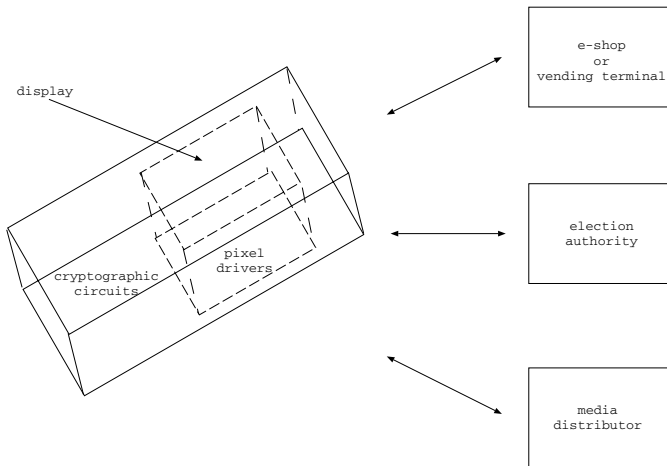 e-shop
or
vending terminal
display
election
authority
pixel
drivers
cryptographic
circuits
media
distributor